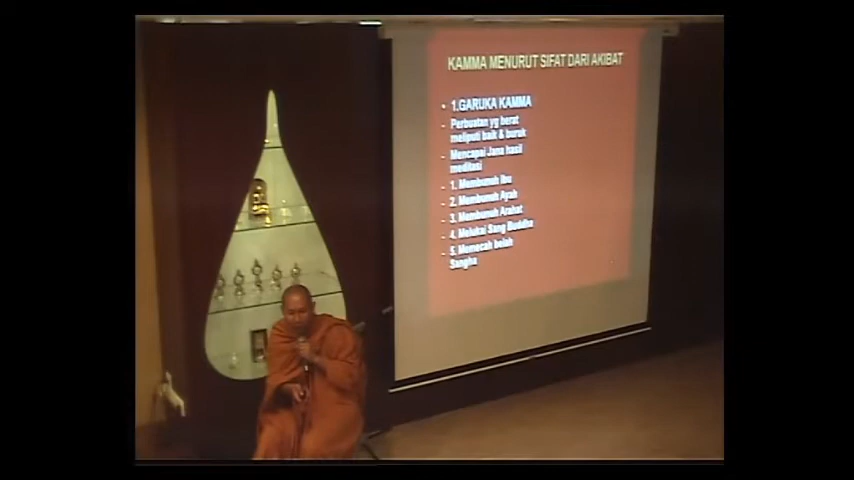 KAMMA MENURUT SIFAT DARI AKIBAT
• 1.GARUKA KAMMA
- Perbuatan yg berat
meliputi baik & buruk
- Mencapai Jana hasil
meditasi
- 1. Membunuh Ibu
- 2. Membunuh Ayah
- 3. Membunuh Arahat
- 4. Melukai Sang Buddha
- 5. Memecah belah
Sangha